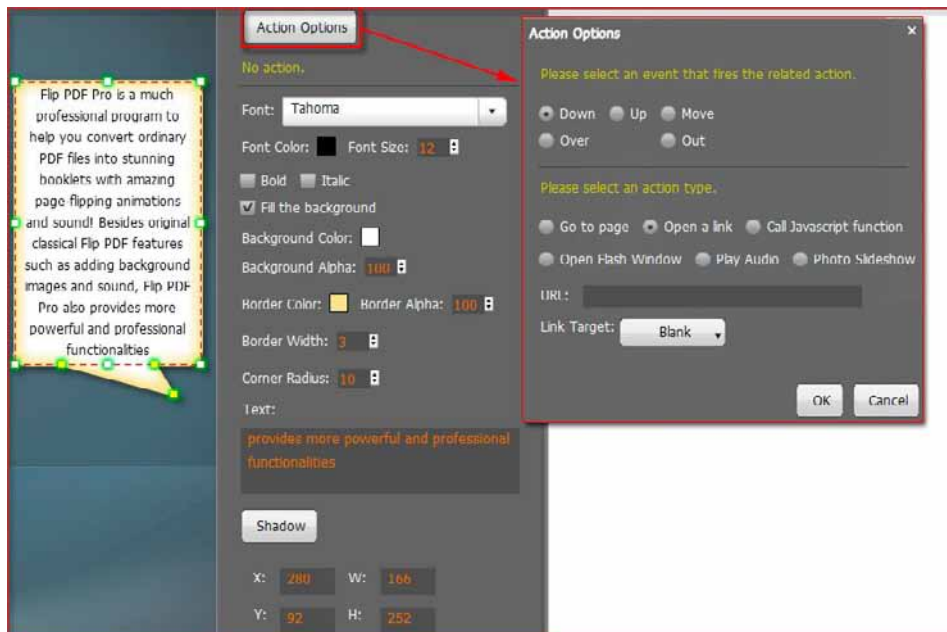 Flip PDF Pro is a much
professional program to
help you convert ordinary
PDF files into stunning
booklets with amazing
page flipping animations
and sound! Besides original
classical Flip PDF features
such as adding background
images and sound, Flip PDF
Pro also provides more
powerful and professional
functionalities
Action Options
No action.
Font: Tahoma
Font Color: Font Size: 12
Bold Italic
Fill the background
Background Color:
Background Alpha: 100
Border Color: Border Alpha: 100
Border Width: 3
Corner Radius: 10
Text:
provides more powerful and professional
functionalities
Shadow
X: 280 W: 166
Y: 92 H: 252
Action Options
Please select an event that fires the related action.
Down Up Move
Over Out
Please select an action type.
Go to page Open a link Call Javascript function
Open Flash Window Play Audio Photo Slideshow
URL:
Link Target: Blank
OK Cancel